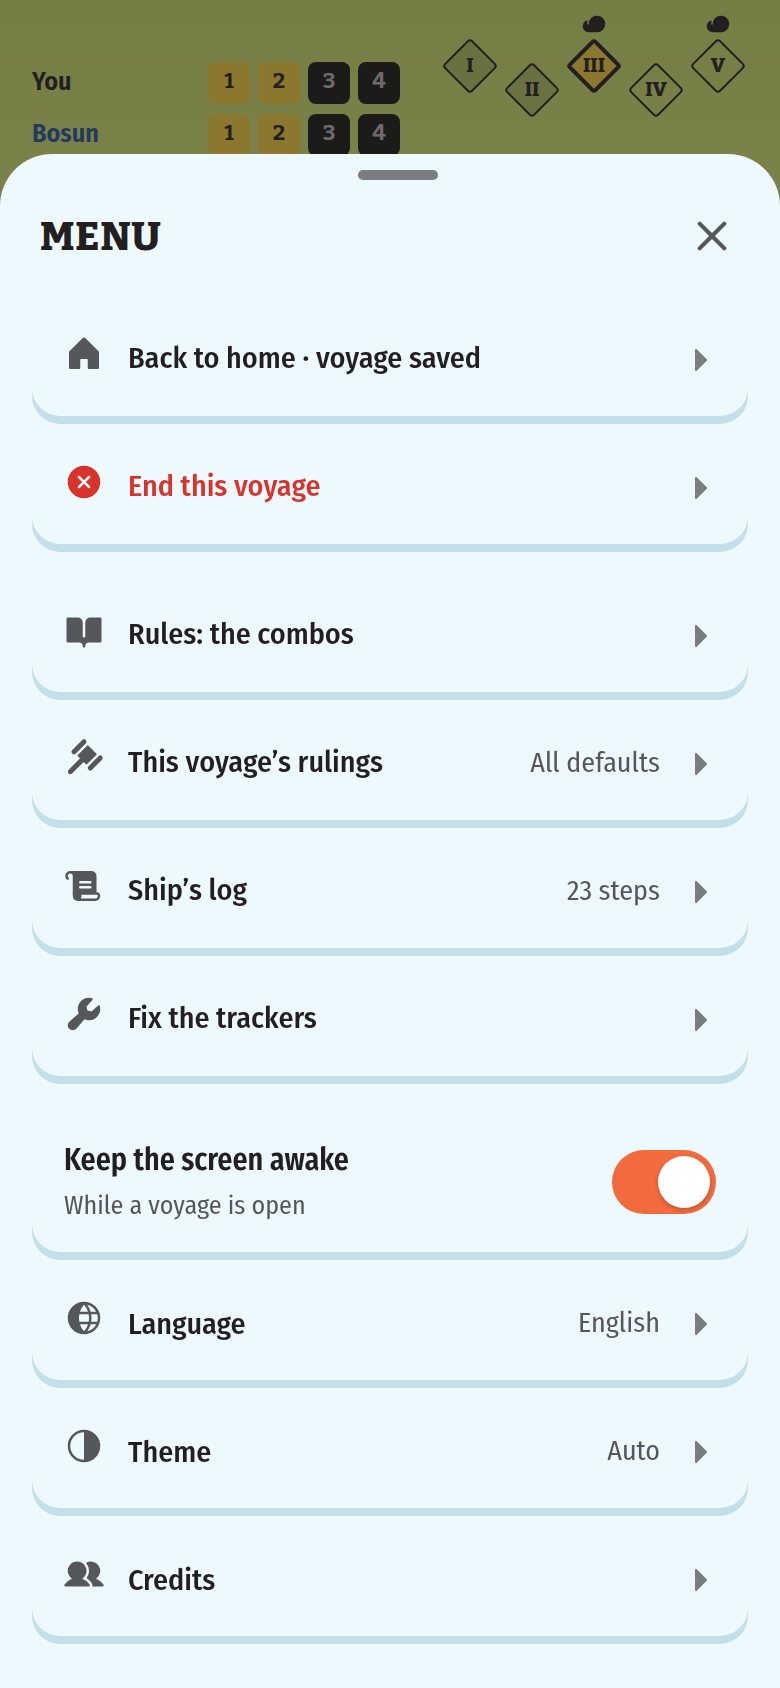 You 1 2 3 4
Bosun 1 2 3 4
I II III IV V
MENU
Back to home · voyage saved
End this voyage
Rules: the combos
This voyage’s rulings All defaults
Ship’s log 23 steps
Fix the trackers
Keep the screen awake
While a voyage is open
Language English
Theme Auto
Credits